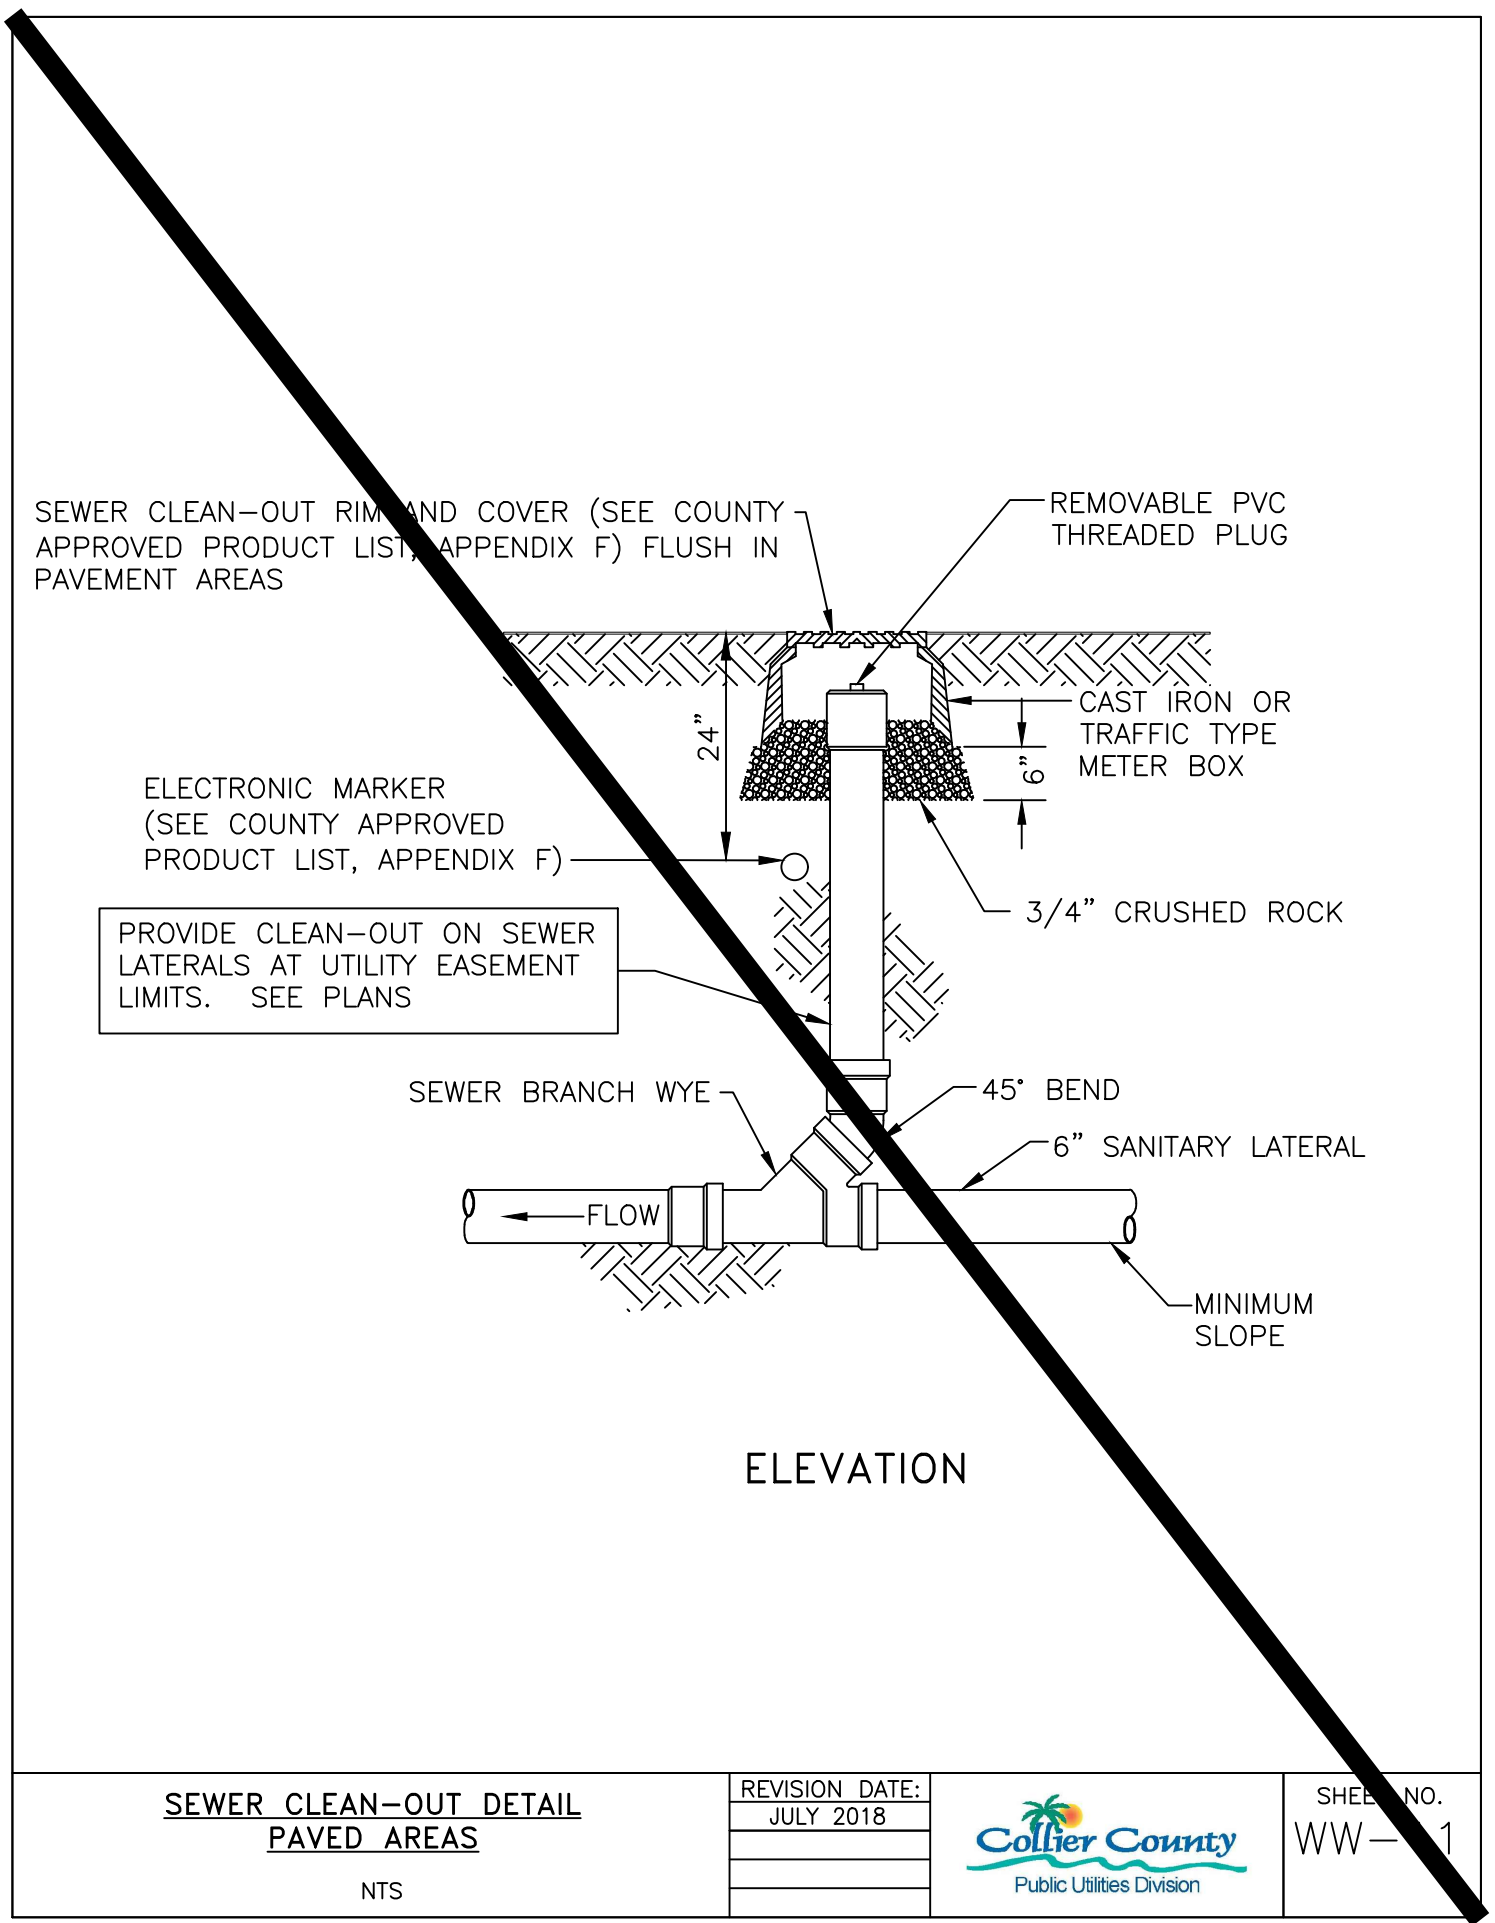 SEWER CLEAN-OUT RIM AND COVER (SEE COUNTY
APPROVED PRODUCT LIST, APPENDIX F) FLUSH IN
PAVEMENT AREAS
REMOVABLE PVC
THREADED PLUG
24"
CAST IRON OR
TRAFFIC TYPE
METER BOX
6"
ELECTRONIC MARKER
(SEE COUNTY APPROVED
PRODUCT LIST, APPENDIX F)
3/4" CRUSHED ROCK
PROVIDE CLEAN-OUT ON SEWER
LATERALS AT UTILITY EASEMENT
LIMITS. SEE PLANS
SEWER BRANCH WYE
45° BEND
6" SANITARY LATERAL
FLOW
MINIMUM
SLOPE
ELEVATION
SEWER CLEAN-OUT DETAIL
PAVED AREAS
NTS
REVISION DATE:
JULY 2018
Collier County
Public Utilities Division
SHEET NO.